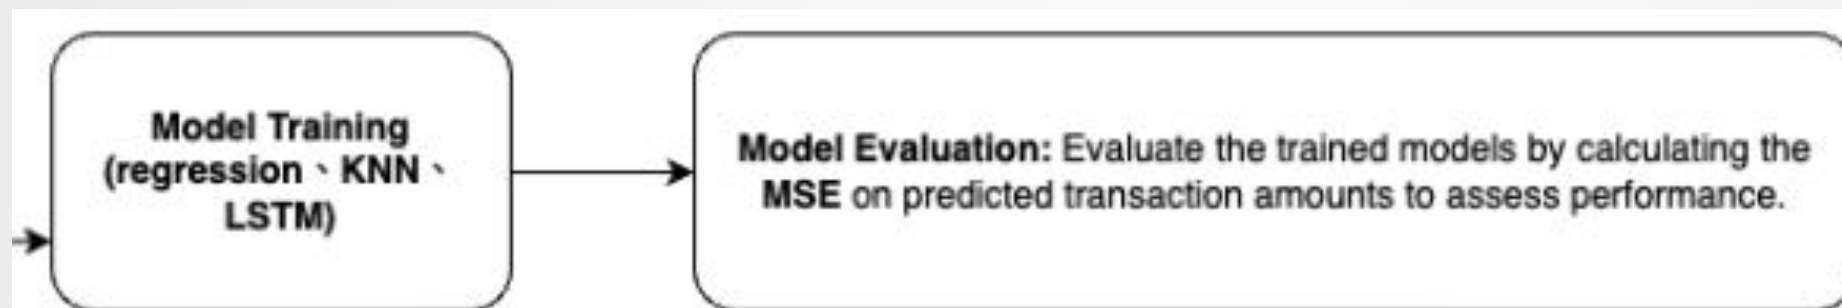 Model Training
(regression、KNN、
LSTM)
Model Evaluation: Evaluate the trained models by calculating the
MSE on predicted transaction amounts to assess performance.